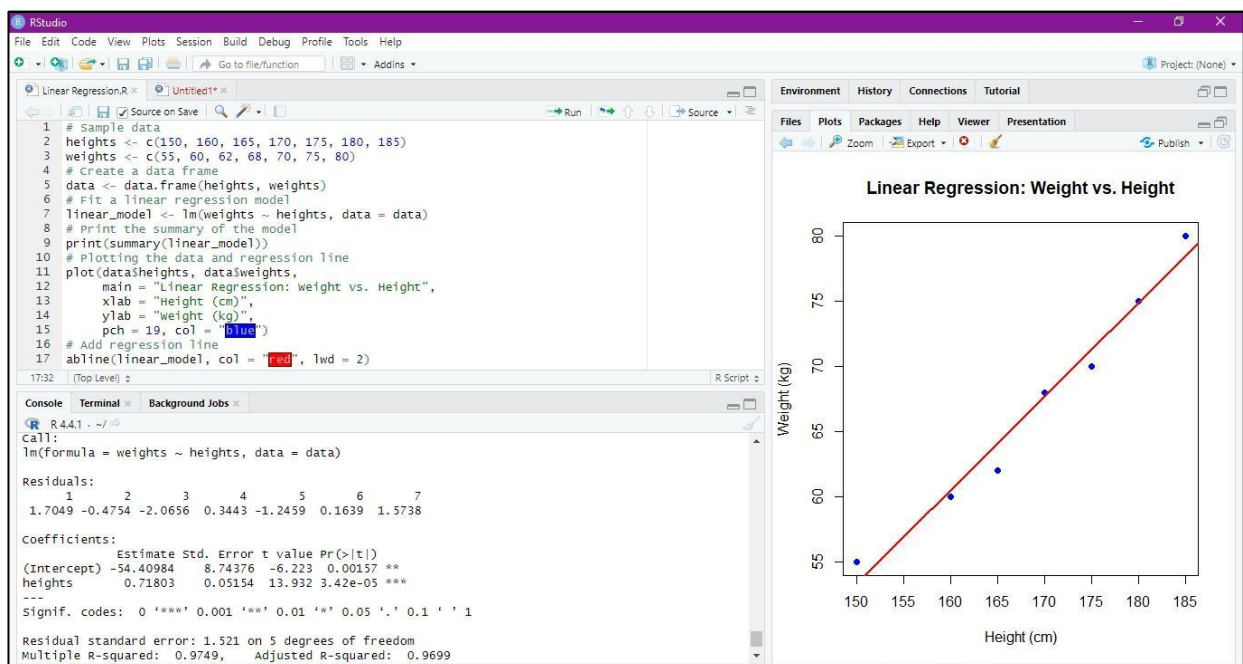 RStudio
File Edit Code View Plots Session Build Debug Profile Tools Help
Go to file/function Addins
Project: (None)
Linear Regression.R Untitled1*
Source on Save Run Source
1 # Sample data
2 heights <- c(150, 160, 165, 170, 175, 180, 185)
3 weights <- c(55, 60, 62, 68, 70, 75, 80)
4 # Create a data frame
5 data <- data.frame(heights, weights)
6 # Fit a linear regression model
7 linear_model <- lm(weights ~ heights, data = data)
8 # Print the summary of the model
9 print(summary(linear_model))
10 # Plotting the data and regression line
11 plot(data$heights, data$weights,
12 main = "Linear Regression: Weight vs. Height",
13 xlab = "Height (cm)",
14 ylab = "Weight (kg)",
15 pch = 19, col = "blue")
16 # Add regression line
17 abline(linear_model, col = "red", lwd = 2)
17:32 (Top Level) R Script
Console Terminal Background Jobs
R 4.4.1 · ~/
Call:
lm(formula = weights ~ heights, data = data)
Residuals:
1 2 3 4 5 6 7
1.7049 -0.4754 -2.0656 0.3443 -1.2459 0.1639 1.5738
Coefficients:
Estimate Std. Error t value Pr(>|t|)
(Intercept) -54.40984 8.74376 -6.223 0.00157 **
heights 0.71803 0.05154 13.932 3.42e-05 ***
---
Signif. codes: 0 ‘***’ 0.001 ‘**’ 0.01 ‘*’ 0.05 ‘.’ 0.1 ‘ ’ 1
Residual standard error: 1.521 on 5 degrees of freedom
Multiple R-squared: 0.9749, Adjusted R-squared: 0.9699
Environment History Connections Tutorial
Files Plots Packages Help Viewer Presentation
Zoom Export Publish
Linear Regression: Weight vs. Height
Weight (kg)
80
75
70
65
60
55
150 155 160 165 170 175 180 185
Height (cm)